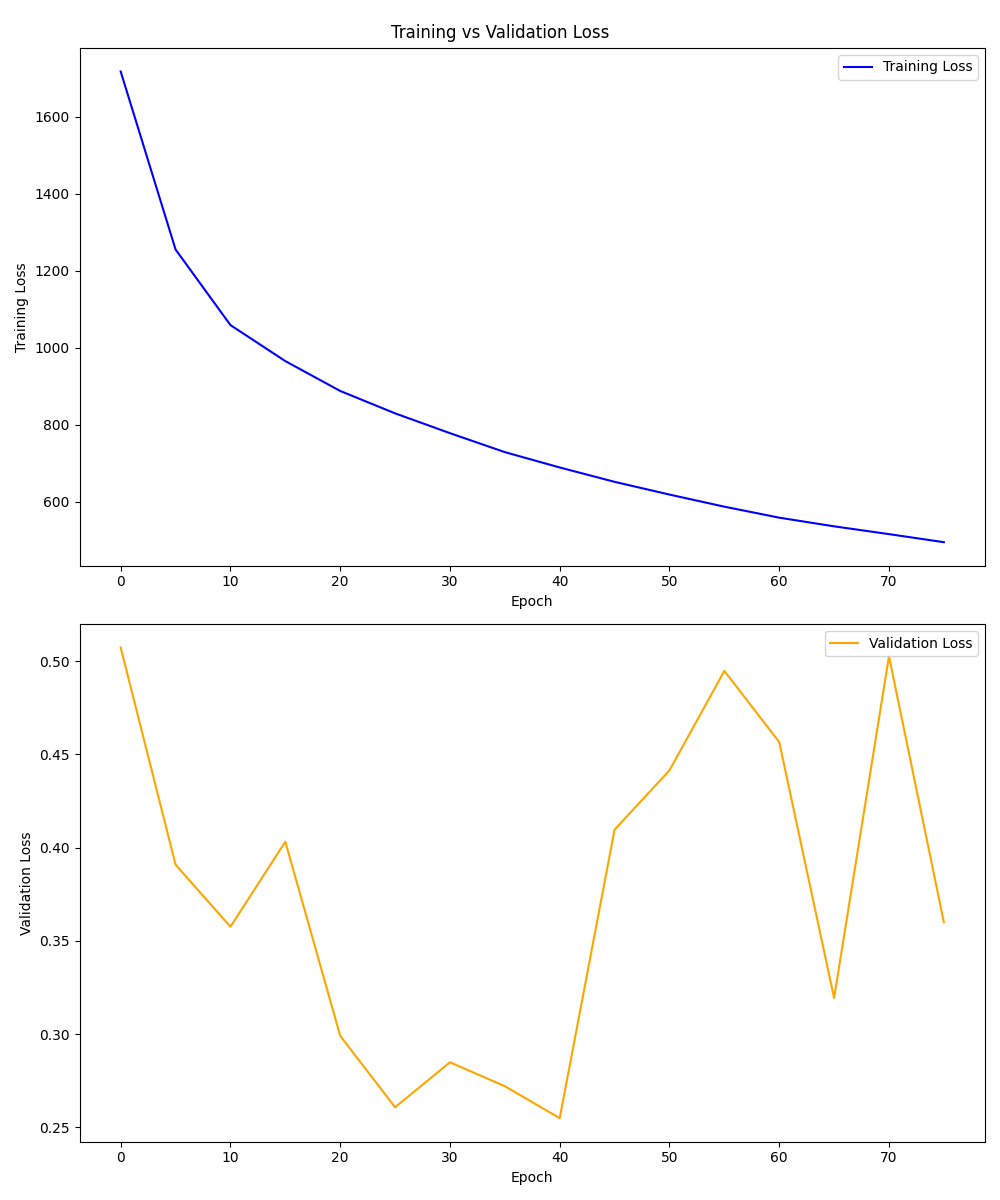 Training vs Validation Loss
Training Loss
1600
1400
1200
1000
800
600
Training Loss
0 10 20 30 40 50 60 70
Epoch
Validation Loss
0.50
0.45
0.40
0.35
0.30
0.25
Validation Loss
0 10 20 30 40 50 60 70
Epoch